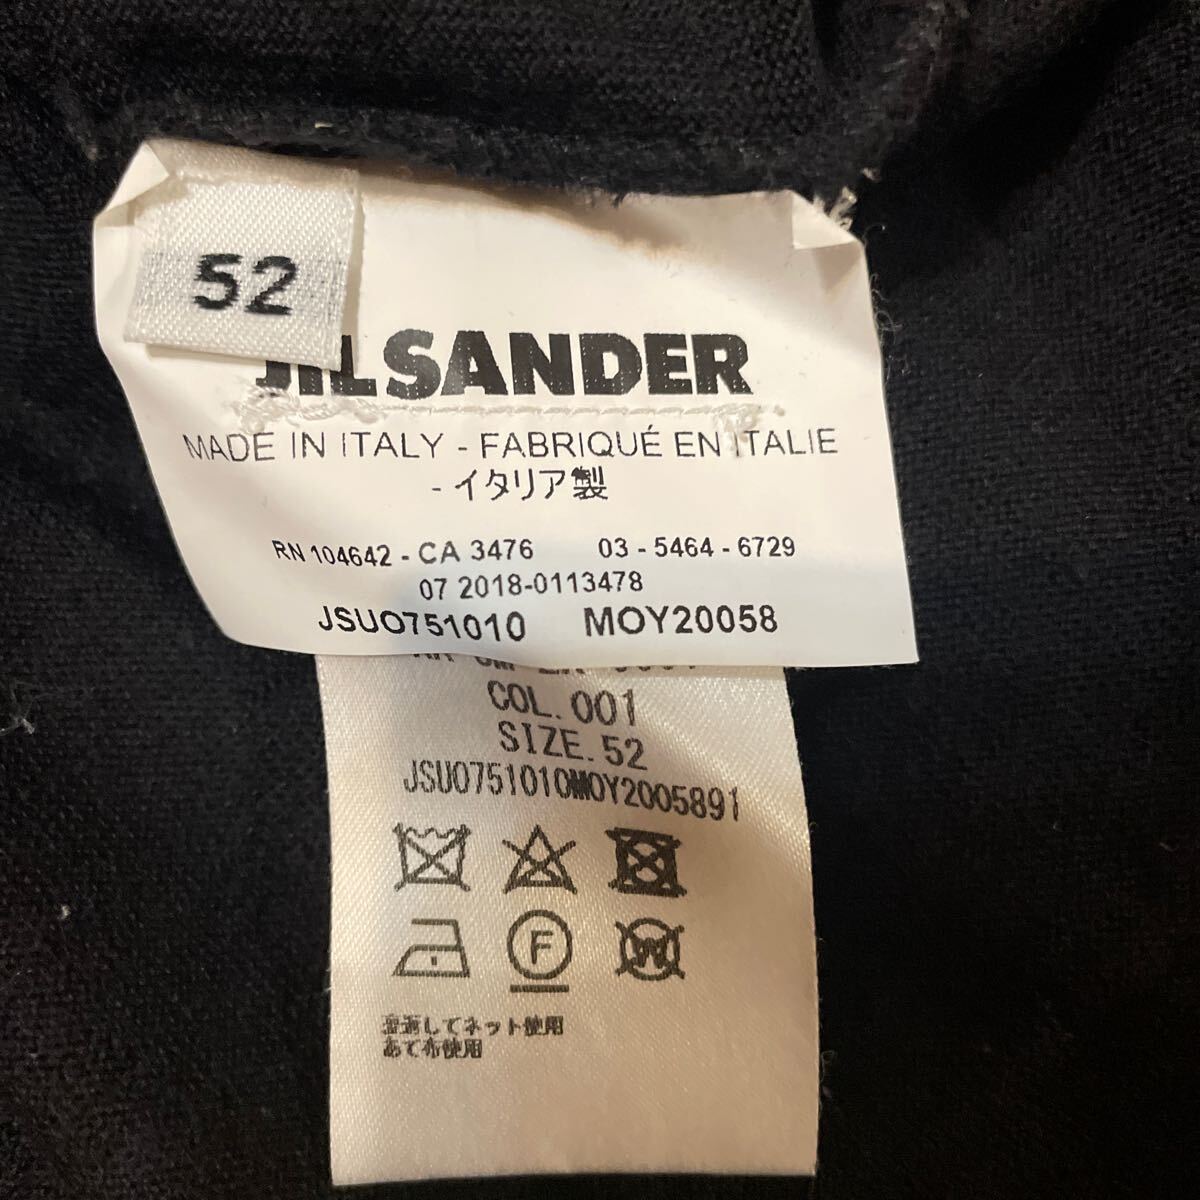 52
JIL SANDER
MADE IN ITALY - FABRIQUÉ EN ITALIE
- イタリア製
RN 104642 - CA 3476 03 - 5464 - 6729
07 2018-0113478
JSUO751010 MOY20058
COL. 001
SIZE. 52
JSUO751010MOY2005891
F
W
裏返してネット使用
あて布使用